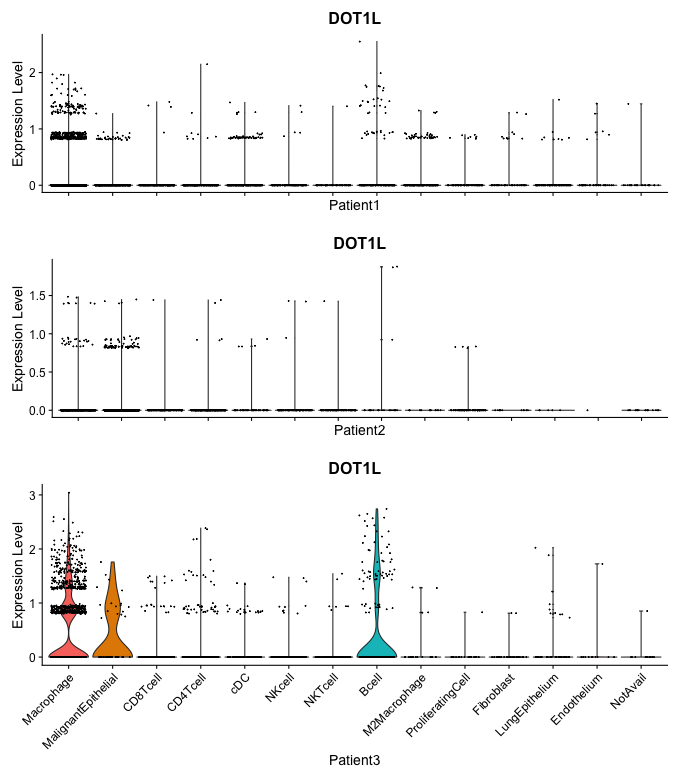 DOT1L
Expression Level
2
1
0
Patient1
DOT1L
Expression Level
1.5
1.0
0.5
0.0
Patient2
DOT1L
Expression Level
3
2
1
0
Macrophage
MalignantEpithelial
CD8Tcell
CD4Tcell
cDC
NKcell
NKTcell
Bcell
M2Macrophage
ProliferatingCell
Fibroblast
LungEpithelium
Endothelium
NotAvail
Patient3